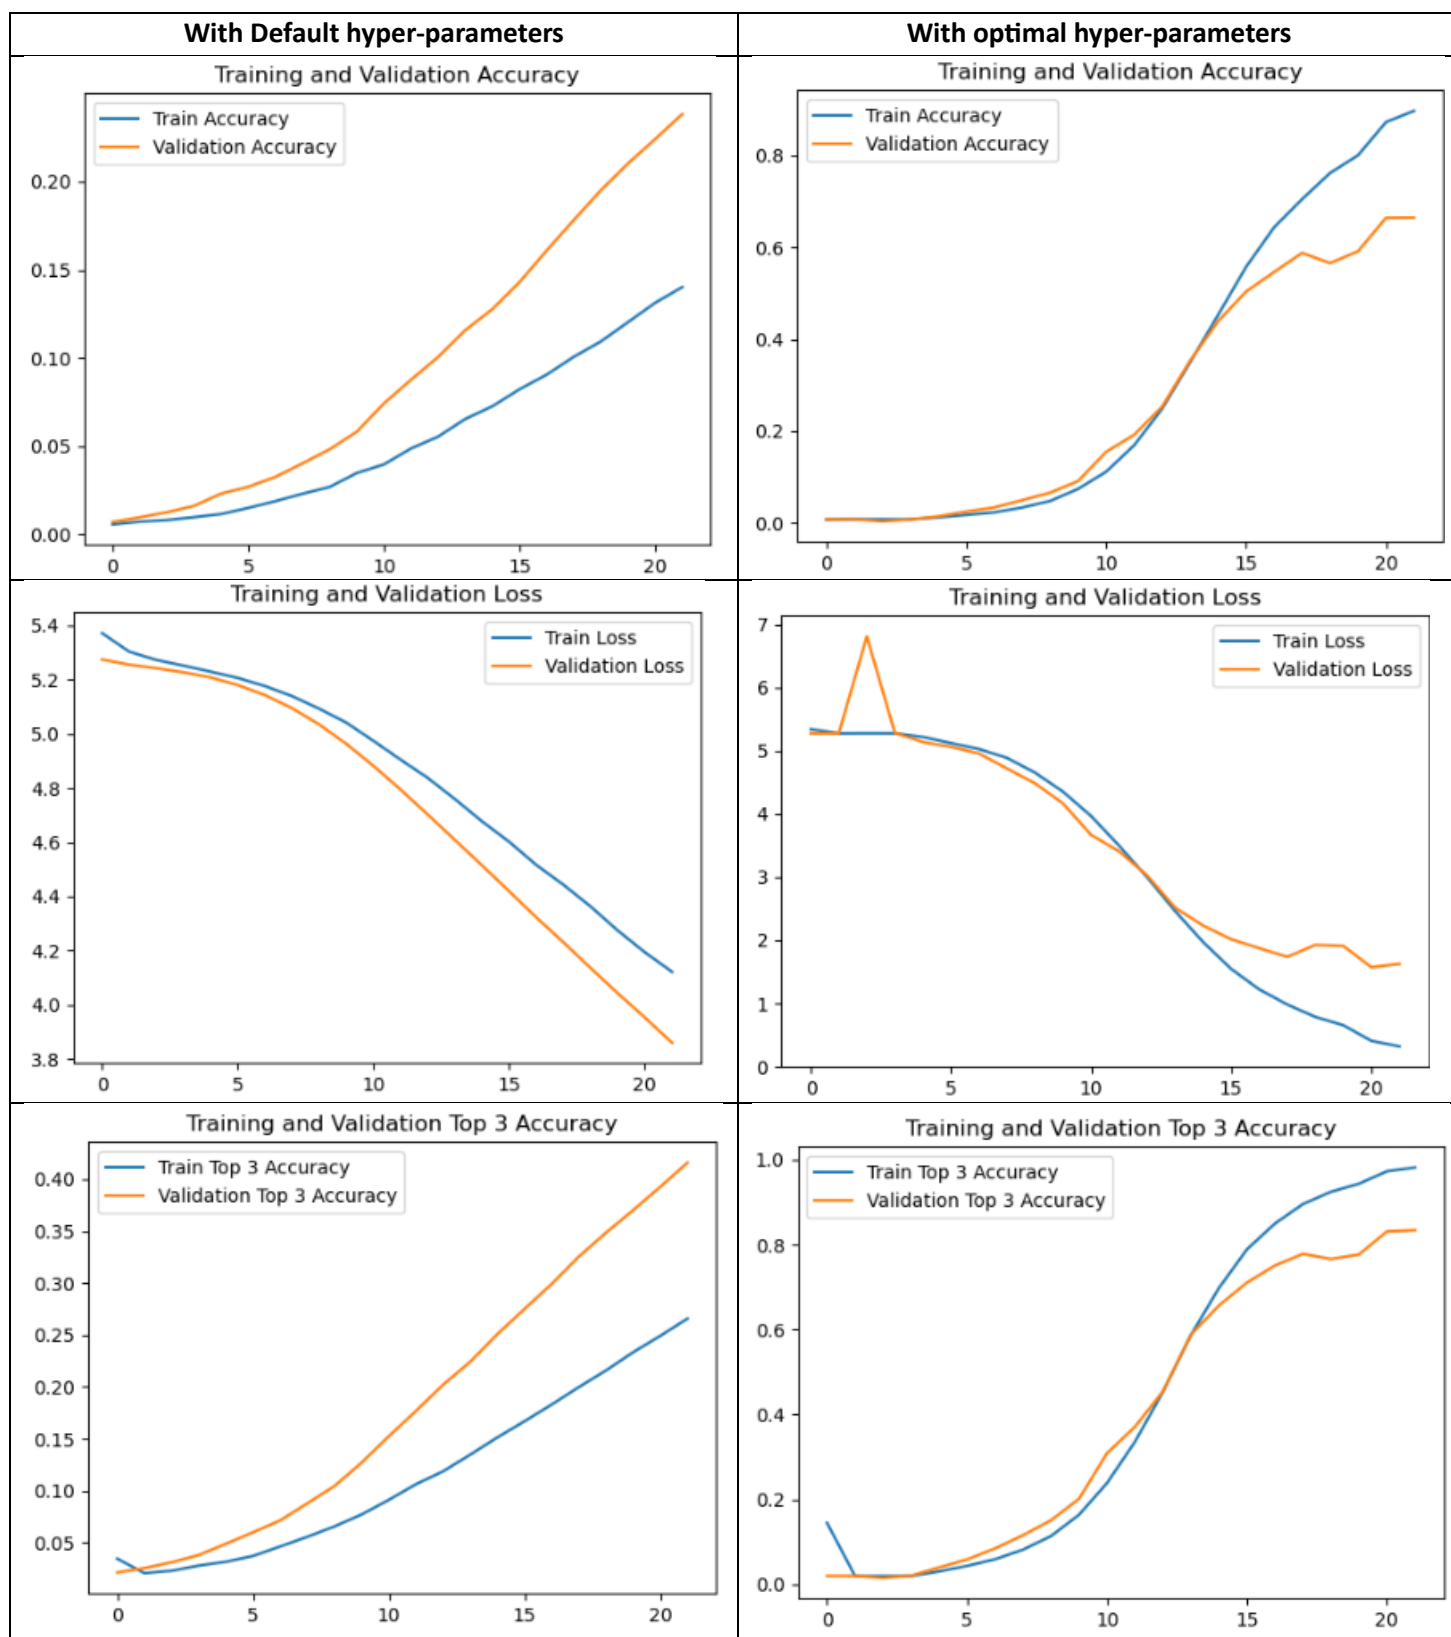 With Default hyper-parameters
With optimal hyper-parameters
Training and Validation Accuracy
Train Accuracy
Validation Accuracy
0.20
0.15
0.10
0.05
0.00
0 5 10 15 20
Training and Validation Accuracy
Train Accuracy
Validation Accuracy
0.8
0.6
0.4
0.2
0.0
0 5 10 15 20
Training and Validation Loss
Train Loss
Validation Loss
5.4
5.2
5.0
4.8
4.6
4.4
4.2
4.0
3.8
0 5 10 15 20
Training and Validation Loss
Train Loss
Validation Loss
7
6
5
4
3
2
1
0
0 5 10 15 20
Training and Validation Top 3 Accuracy
Train Top 3 Accuracy
Validation Top 3 Accuracy
0.40
0.35
0.30
0.25
0.20
0.15
0.10
0.05
0 5 10 15 20
Training and Validation Top 3 Accuracy
Train Top 3 Accuracy
Validation Top 3 Accuracy
1.0
0.8
0.6
0.4
0.2
0.0
0 5 10 15 20